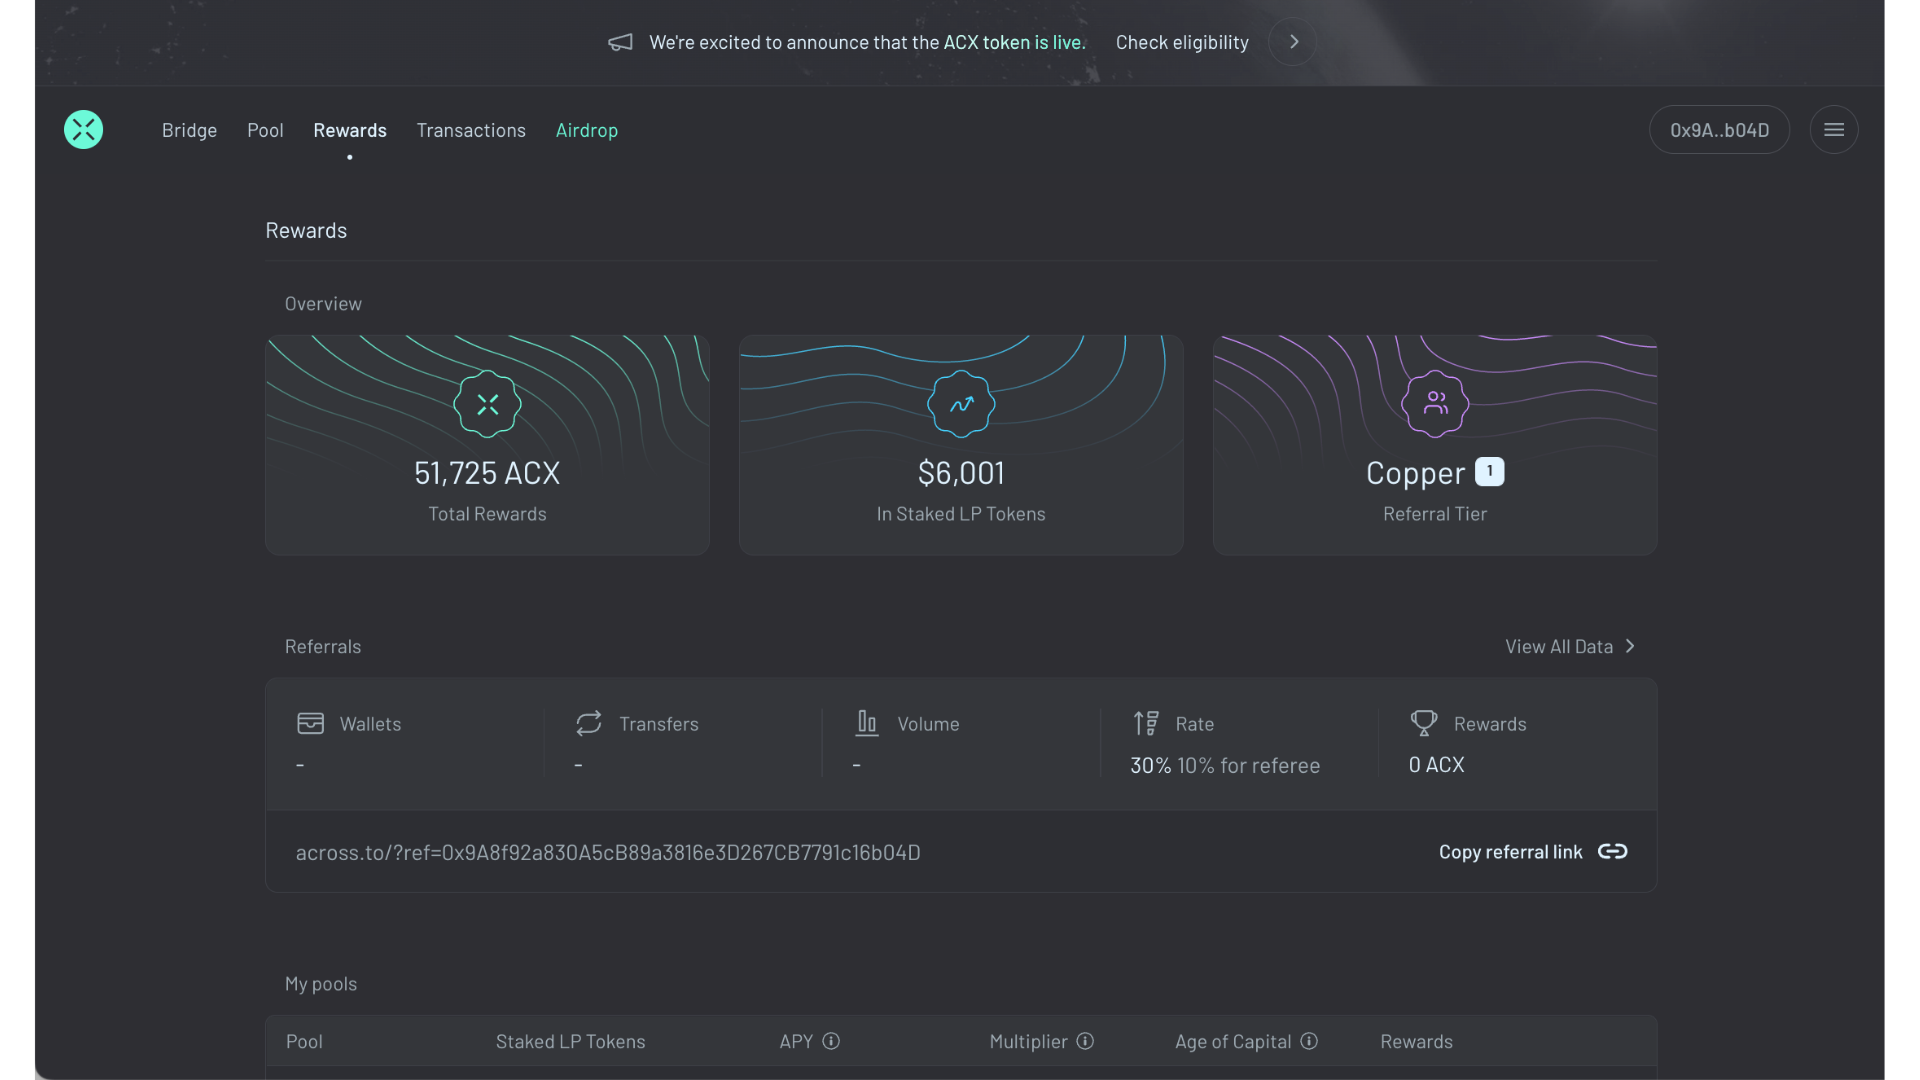 We're excited to announce that the ACX token is live. Check eligibility
Bridge Pool Rewards Transactions Airdrop 0x9A..b04D
Rewards
Overview
51,725 ACX
Total Rewards
$6,001
In Staked LP Tokens
Copper 1
Referral Tier
Referrals View All Data
Wallets Transfers Volume Rate Rewards
- - - 30% 10% for referee 0 ACX
across.to/?ref=0x9A8f92a830A5cB89a3816e3D267CB7791c16b04D Copy referral link
My pools
Pool Staked LP Tokens APY Multiplier Age of Capital Rewards